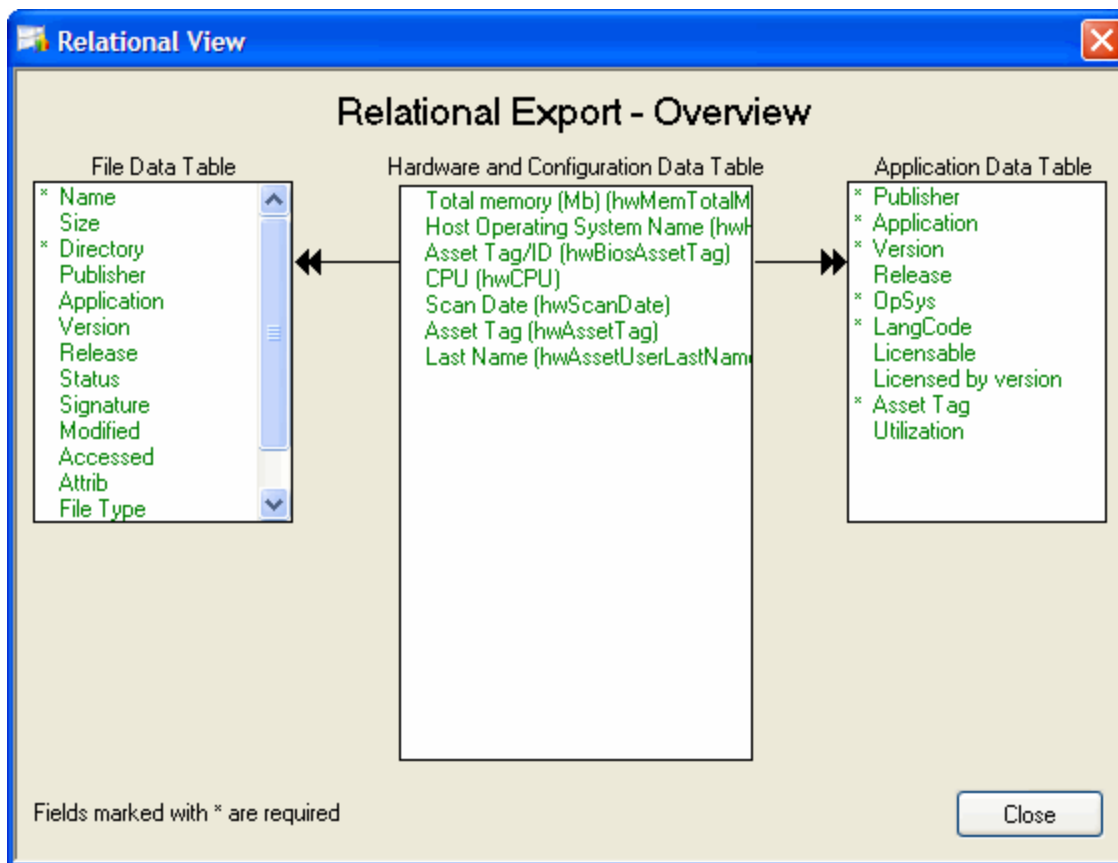 Relational View
Relational Export - Overview
File Data Table
* Name
Size
* Directory
Publisher
Application
Version
Release
Status
Signature
Modified
Accessed
Attrib
File Type
Hardware and Configuration Data Table
Total memory (Mb) (hwMemTotalM
Host Operating System Name (hwH
Asset Tag/ID (hwBiosAssetTag)
CPU (hwCPU)
Scan Date (hwScanDate)
Asset Tag (hwAssetTag)
Last Name (hwAssetUserLastName
Application Data Table
* Publisher
* Application
* Version
Release
* OpSys
* LangCode
Licensable
Licensed by version
* Asset Tag
Utilization
Fields marked with * are required
Close